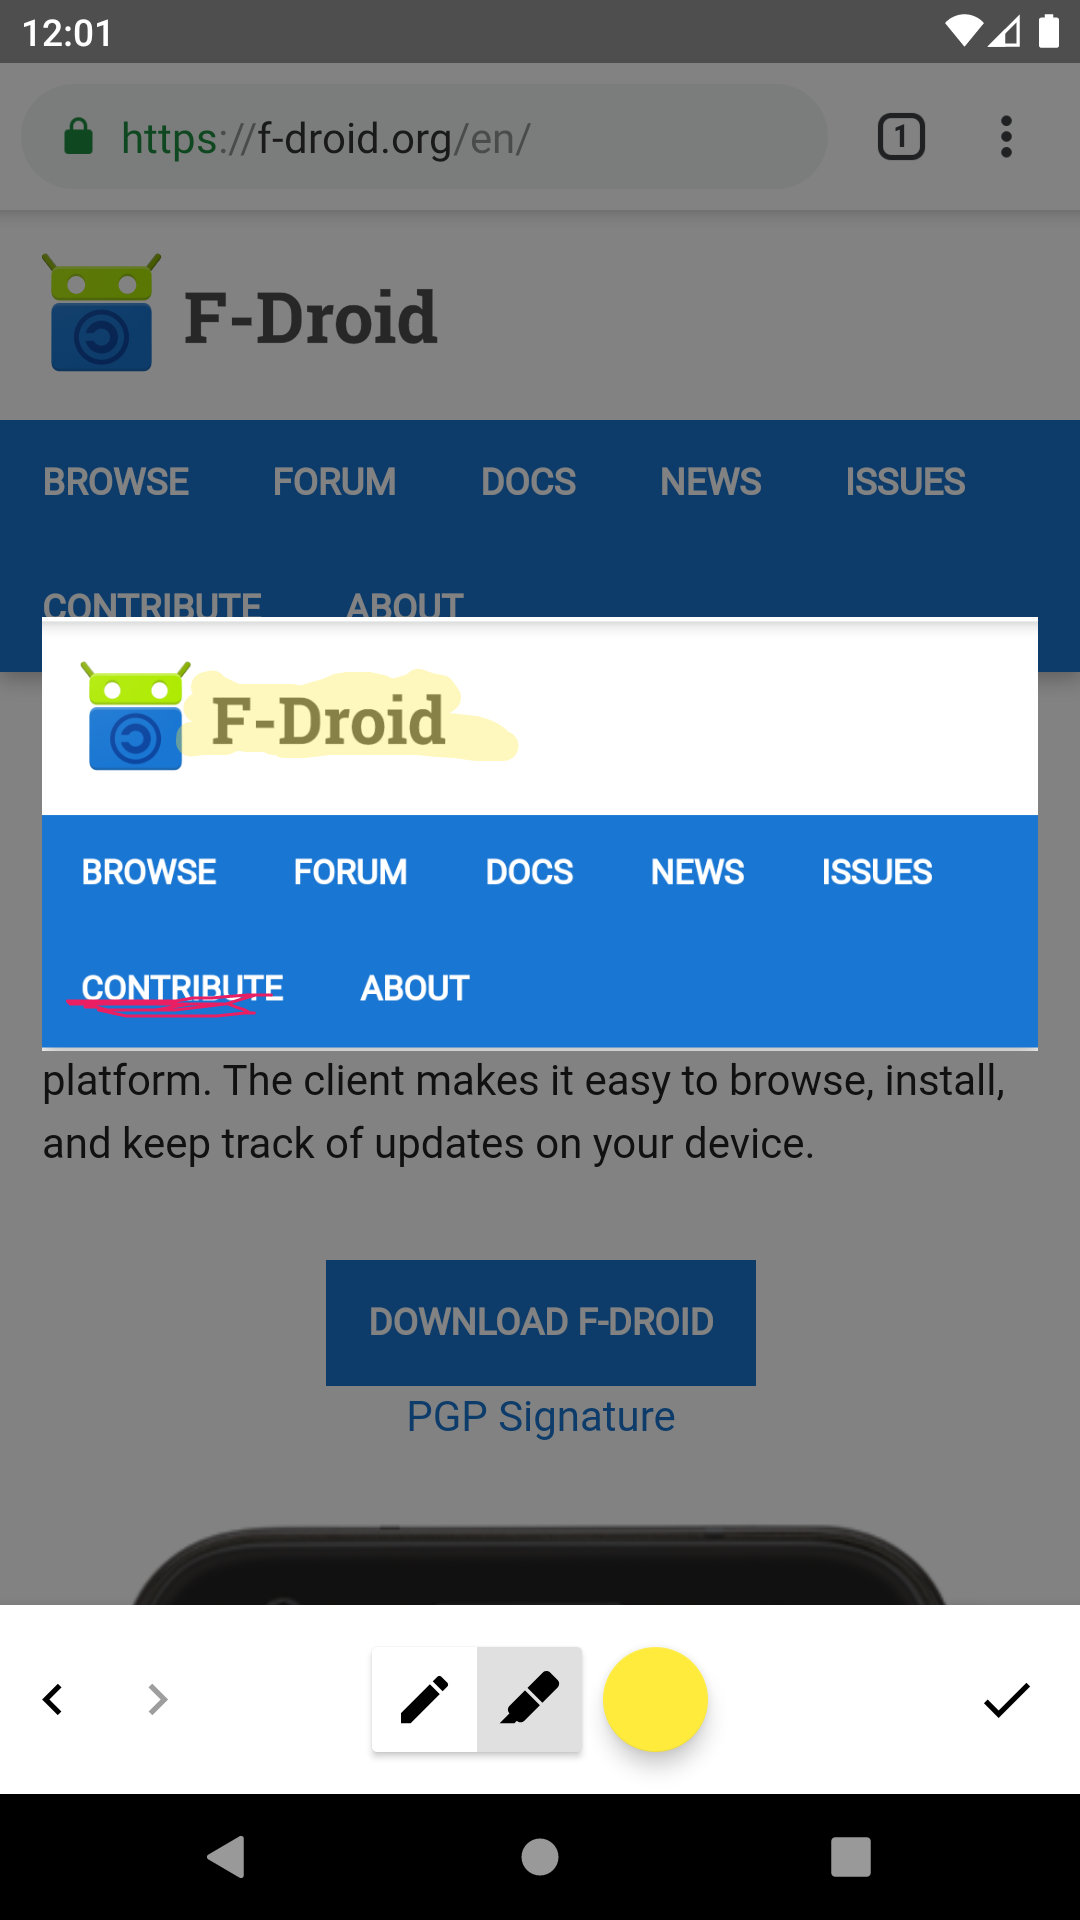 12:01
https://f-droid.org/en/
1
F-Droid
BROWSE FORUM DOCS NEWS ISSUES
CONTRIBUTE ABOUT
F-Droid
BROWSE FORUM DOCS NEWS ISSUES
CONTRIBUTE ABOUT
platform. The client makes it easy to browse, install,
and keep track of updates on your device.
DOWNLOAD F-DROID
PGP Signature